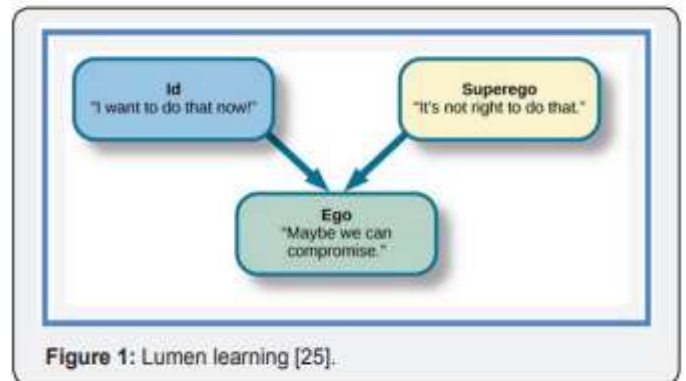 Id
"I want to do that now!"
Superego
"It's not right to do that."
Ego
"Maybe we can
compromise."
Figure 1: Lumen learning [25].